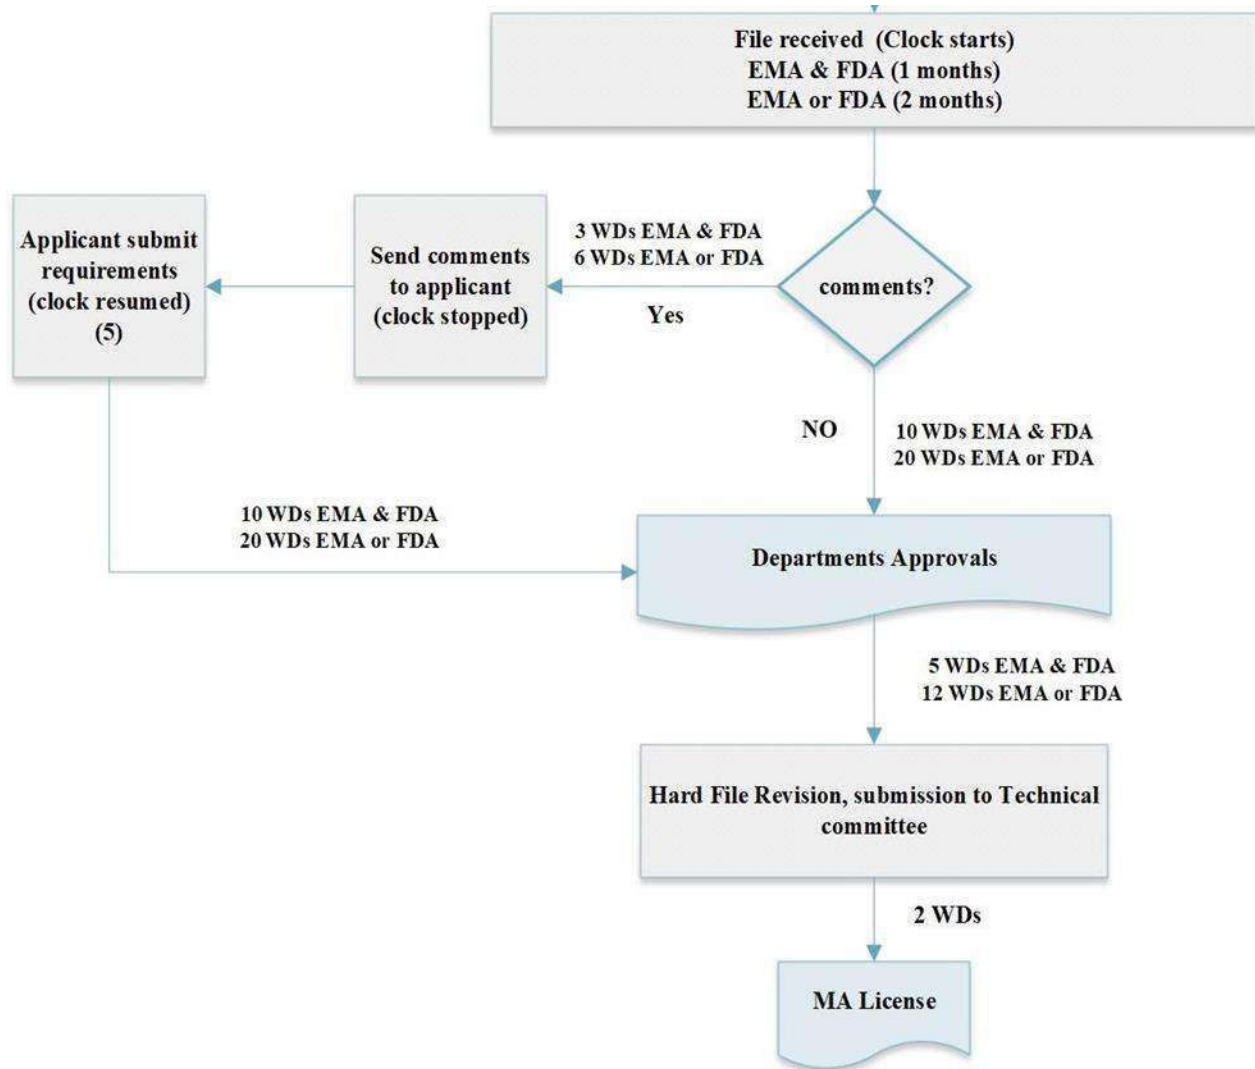 File received  (Clock starts)
EMA & FDA (1 months)
EMA or FDA (2 months)
comments?
3 WDs EMA & FDA
6 WDs EMA or FDA
Yes
Send comments
to applicant
(clock stopped)
Applicant submit
requirements
(clock resumed)
(5)
NO
10 WDs EMA & FDA
20 WDs EMA or FDA
10 WDs EMA & FDA
20 WDs EMA or FDA
Departments Approvals
5 WDs EMA & FDA
12 WDs EMA or FDA
Hard File Revision, submission to Technical
committee
2 WDs
MA License